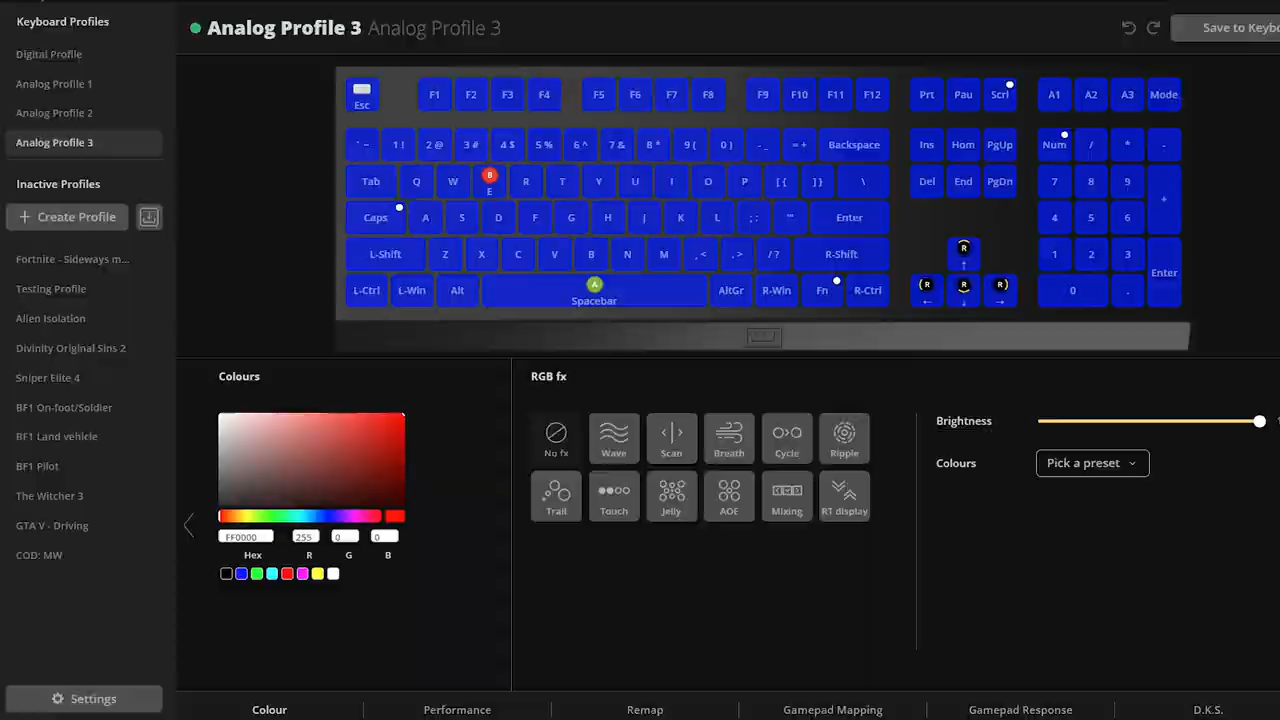 Keyboard Profiles
Digital Profile
Analog Profile 1
Analog Profile 2
Analog Profile 3
Inactive Profiles
+ Create Profile
Fortnite - Sideways m...
Testing Profile
Alien Isolation
Divinity Original Sins 2
Sniper Elite 4
BF1 On-foot/Soldier
BF1 Land vehicle
BF1 Pilot
The Witcher 3
GTA V - Driving
COD: MW
Settings
Analog Profile 3 Analog Profile 3
Save to Keybo
Esc F1 F2 F3 F4 F5 F6 F7 F8 F9 F10 F11 F12 Prt Pau Scrl A1 A2 A3 Mode
` ~ 1 ! 2 @ 3 # 4 $ 5 % 6 ^ 7 & 8 * 9 ( 0 ) - _ = + Backspace Ins Hom PgUp Num / * -
Tab Q W B E R T Y U I O P [ { ] } \ Del End PgDn 7 8 9 +
Caps A S D F G H J K L ; : '" Enter 4 5 6
L-Shift Z X C V B N M , < . > / ? R-Shift R ↑ 1 2 3 Enter
L-Ctrl L-Win Alt A Spacebar AltGr R-Win Fn R-Ctrl R ← R ↓ R → 0 .
Colours
FF0000 255 0 0
Hex R G B
RGB fx
No fx Wave Scan Breath Cycle Ripple
Trail Touch Jelly AOE Mixing RT display
Brightness
Colours Pick a preset
Colour Performance Remap Gamepad Mapping Gamepad Response D.K.S.